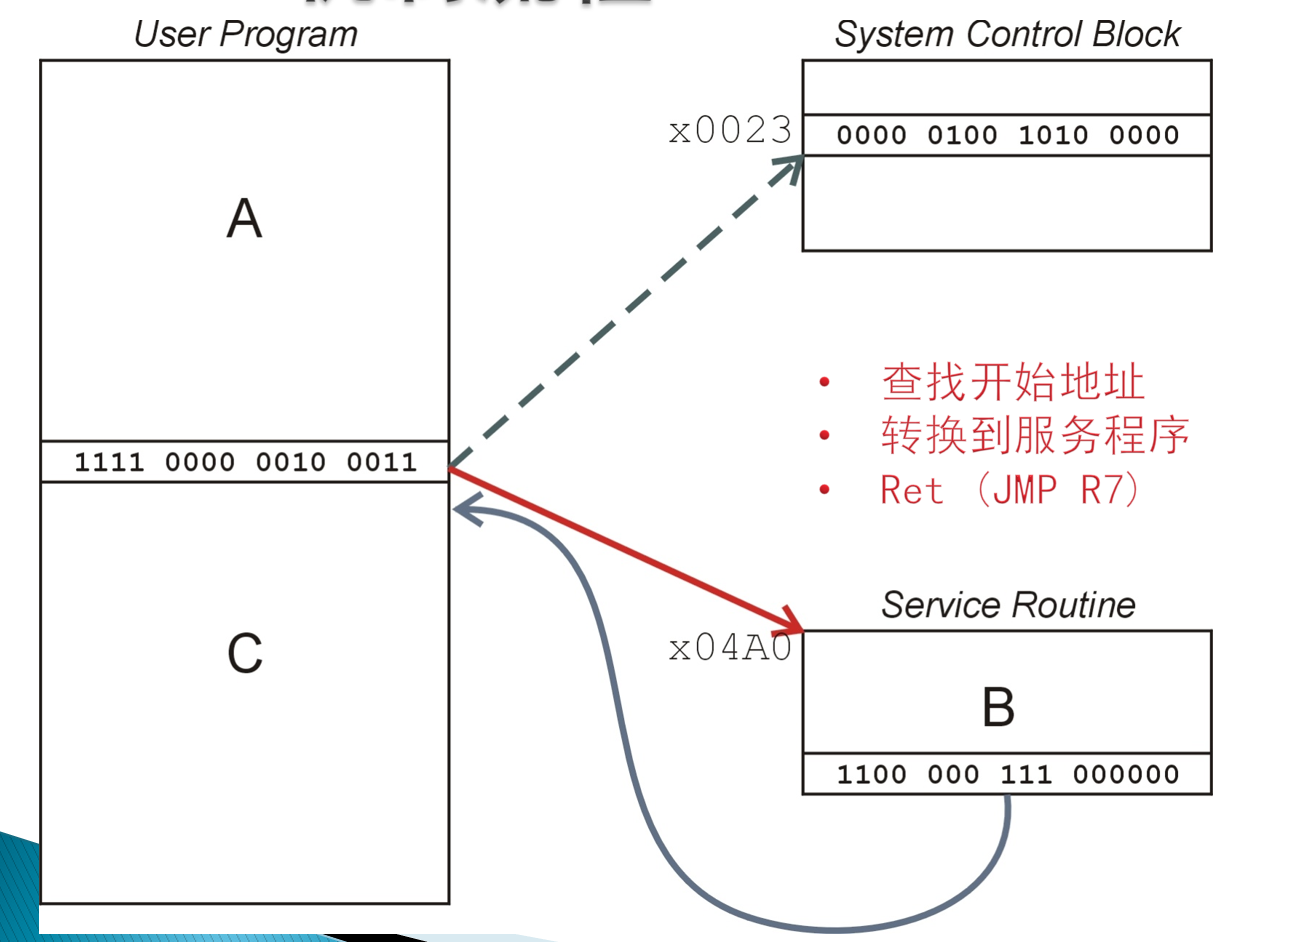 User Program
System Control Block
x0023
0000 0100 1010 0000
A
• 查找开始地址
• 转换到服务程序
• Ret (JMP R7)
1111 0000 0010 0011
Service Routine
x04A0
C
B
1100 000 111 000000